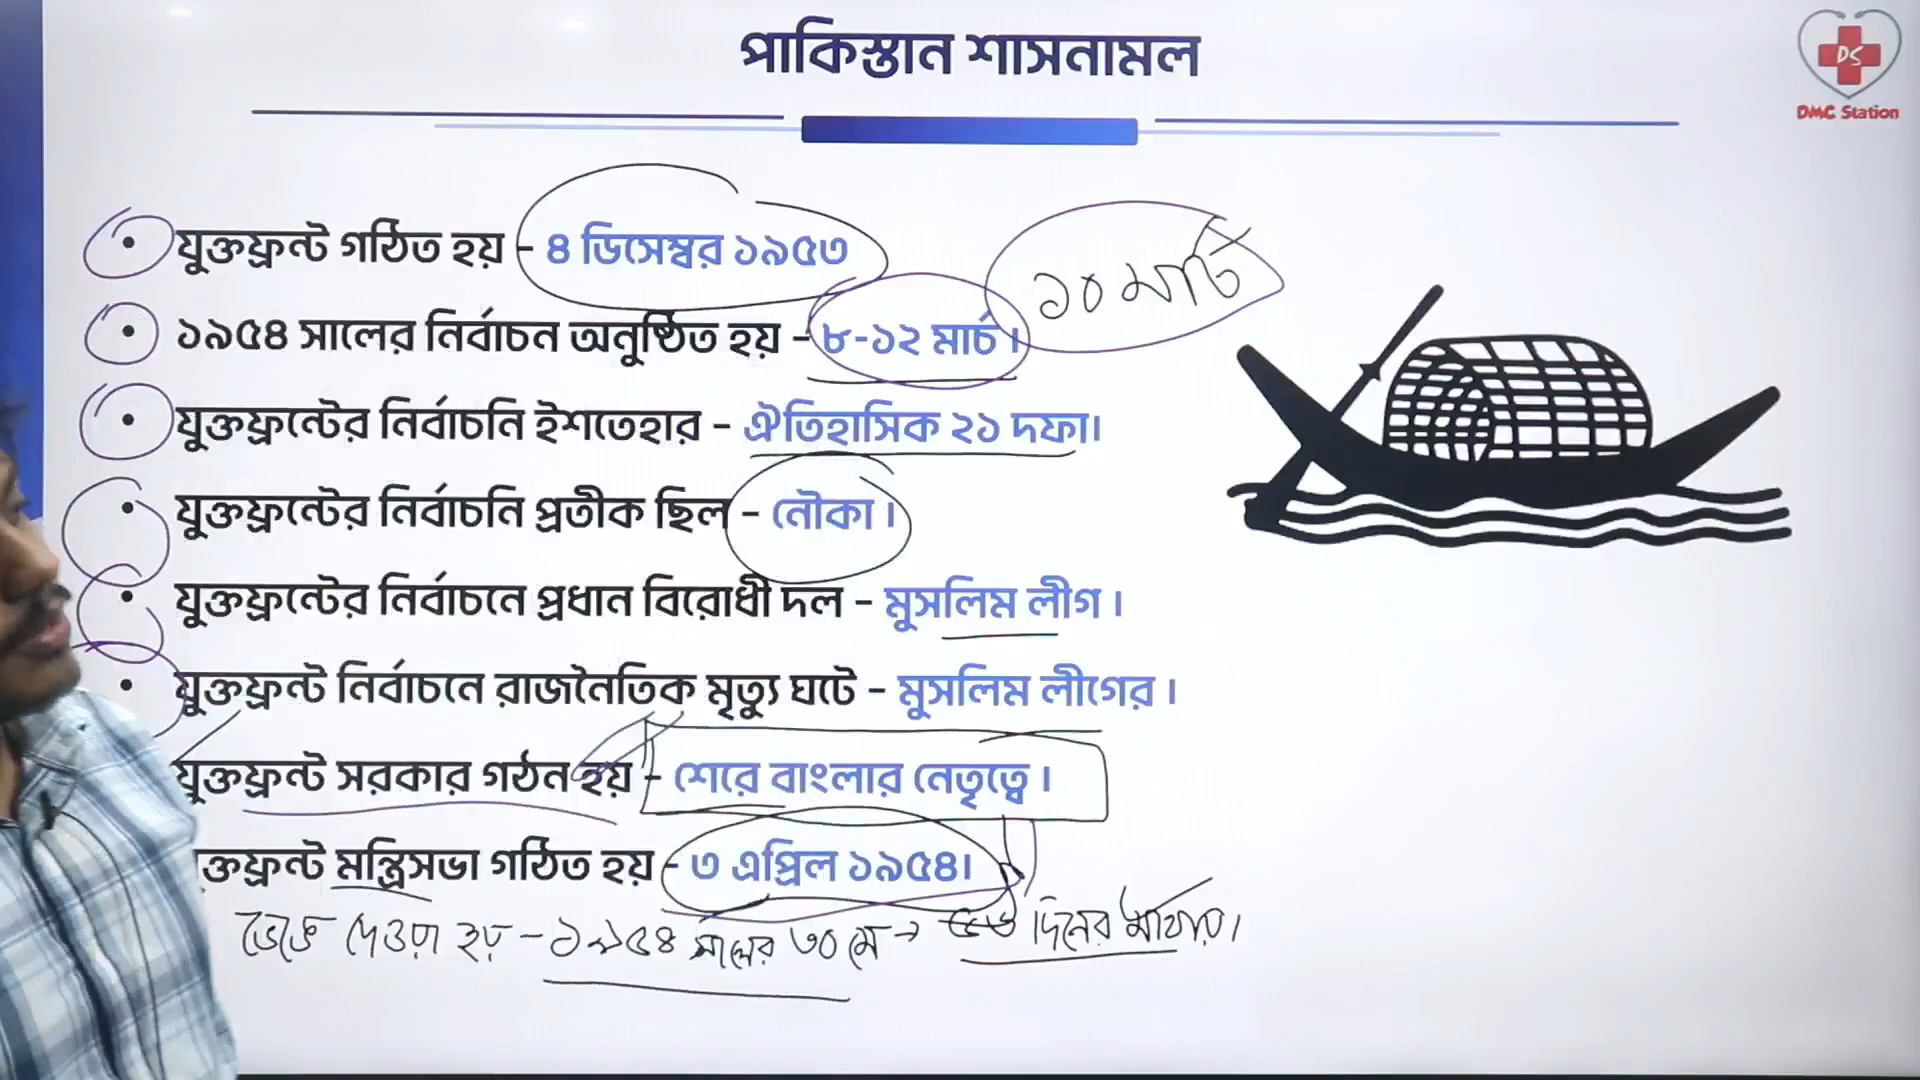 পাকিস্তান শাসনামল
DS
DMC Station
• যুক্তফ্রন্ট গঠিত হয় - ৪ ডিসেম্বর ১৯৫৩
১০ মার্চ
• ১৯৫৪ সালের নির্বাচন অনুষ্ঠিত হয় - ৮-১২ মার্চ।
• যুক্তফ্রন্টের নির্বাচনি ইশতেহার - ঐতিহাসিক ২১ দফা।
• যুক্তফ্রন্টের নির্বাচনি প্রতীক ছিল - নৌকা।
• যুক্তফ্রন্টের নির্বাচনে প্রধান বিরোধী দল - মুসলিম লীগ।
• যুক্তফ্রন্ট নির্বাচনে রাজনৈতিক মৃত্যু ঘটে - মুসলিম লীগের।
যুক্তফ্রন্ট সরকার গঠন হয় - শেরে বাংলার নেতৃত্বে।
ক্তফ্রন্ট মন্ত্রিসভা গঠিত হয় - ৩ এপ্রিল ১৯৫৪।
দেওয়া হয় - ১৯৫৪ সালের ৩০ মে → ৫৬ দিনের মাথায়।